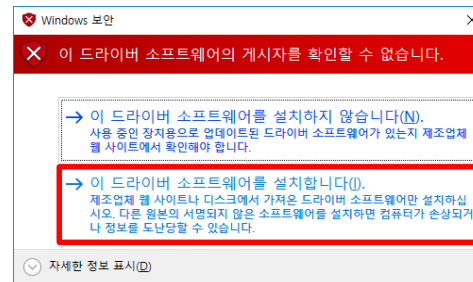 Windows 보안
이 드라이버 소프트웨어의 게시자를 확인할 수 없습니다.
이 드라이버 소프트웨어를 설치하지 않습니다(N).
사용 중인 장치용으로 업데이트된 드라이버 소프트웨어가 있는지 제조업체
웹 사이트에서 확인해야 합니다.
이 드라이버 소프트웨어를 설치합니다(I).
제조업체 웹 사이트나 디스크에서 가져온 드라이버 소프트웨어만 설치하십
시오. 다른 원본의 서명되지 않은 소프트웨어를 설치하면 컴퓨터가 손상되거
나 정보를 도난당할 수 있습니다.
자세한 정보 표시(D)